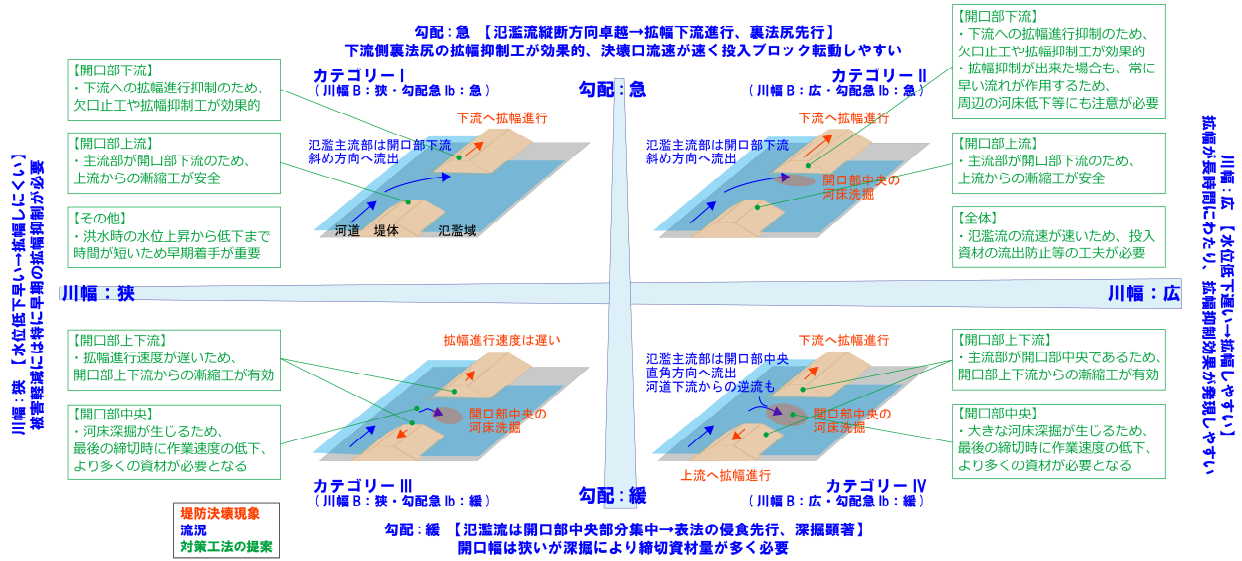 勾配：急 【氾濫流縦断方向卓越→拡幅下流進行、裏法尻先行】
下流側裏法尻の拡幅抑制工が効果的、決壊口流速が速く投入ブロック転動しやすい
【開口部下流】
・下流への拡幅進行抑制のため、
欠口止工や拡幅抑制工が効果的
【開口部上流】
・主流部が開口部下流のため、
上流からの漸縮工が安全
【その他】
・洪水時の水位上昇から低下まで
時間が短いため早期着手が重要
カテゴリーⅠ
（川幅Ｂ：狭・勾配急Ib：急）
下流へ拡幅進行
氾濫主流部は開口部下流
斜め方向へ流出
河道 堤体 氾濫域
勾配：急
カテゴリーⅡ
（川幅Ｂ：広・勾配急Ib：急）
下流へ拡幅進行
氾濫主流部は開口部下流
斜め方向へ流出
開口部中央の
河床洗掘
【開口部下流】
・下流への拡幅進行抑制のため、
欠口止工や拡幅抑制工が効果的
・拡幅抑制が出来た場合も、常に
早い流れが作用するため、
周辺の河床低下等にも注意が必要
【開口部上流】
・主流部が開口部下流のため、
上流からの漸縮工が安全
【全体】
・氾濫流の流速が速いため、投入
資材の流出防止等の工夫が必要
川幅：狭 【水位低下早い→拡幅しにくい】
被害軽減には特に早期の拡幅抑制が必要
川幅：狭
川幅：広
川幅：広 【水位低下遅い→拡幅しやすい】
拡幅が長時間にわたり、拡幅抑制効果が発現しやすい
【開口部上下流】
・拡幅進行速度が遅いため、
開口部上下流からの漸縮工が有効
【開口部中央】
・河床深掘が生じるため、
最後の締切時に作業速度の低下、
より多くの資材が必要となる
拡幅進行速度は遅い
開口部中央の
河床洗掘
カテゴリーⅢ
（川幅Ｂ：狭・勾配急Ib：緩）
勾配：緩
下流へ拡幅進行
氾濫主流部は開口部中央
直角方向へ流出
河道下流からの逆流も
開口部中央の
河床洗掘
上流へ拡幅進行
カテゴリーⅣ
（川幅Ｂ：広・勾配急Ib：緩）
【開口部上下流】
・主流部が開口部中央であるため、
開口部上下流からの漸縮工が有効
【開口部中央】
・大きな河床深掘が生じるため、
最後の締切時に作業速度の低下、
より多くの資材が必要となる
堤防決壊現象
流況
対策工法の提案
勾配：緩 【氾濫流は開口部中央部分集中→表法の侵食先行、深掘顕著】
開口幅は狭いが深掘により締切資材量が多く必要